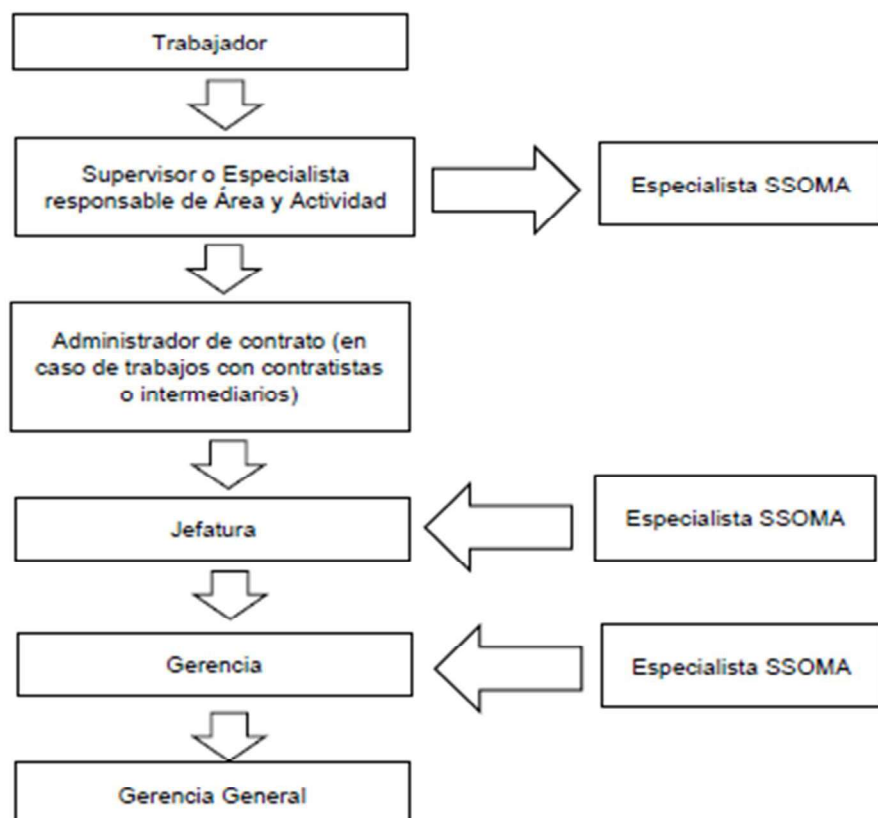 Trabajador
Supervisor o Especialista
responsable de Área y Actividad
Especialista SSOMA
Administrador de contrato (en
caso de trabajos con contratistas
o intermediarios)
Jefatura
Especialista SSOMA
Gerencia
Especialista SSOMA
Gerencia General